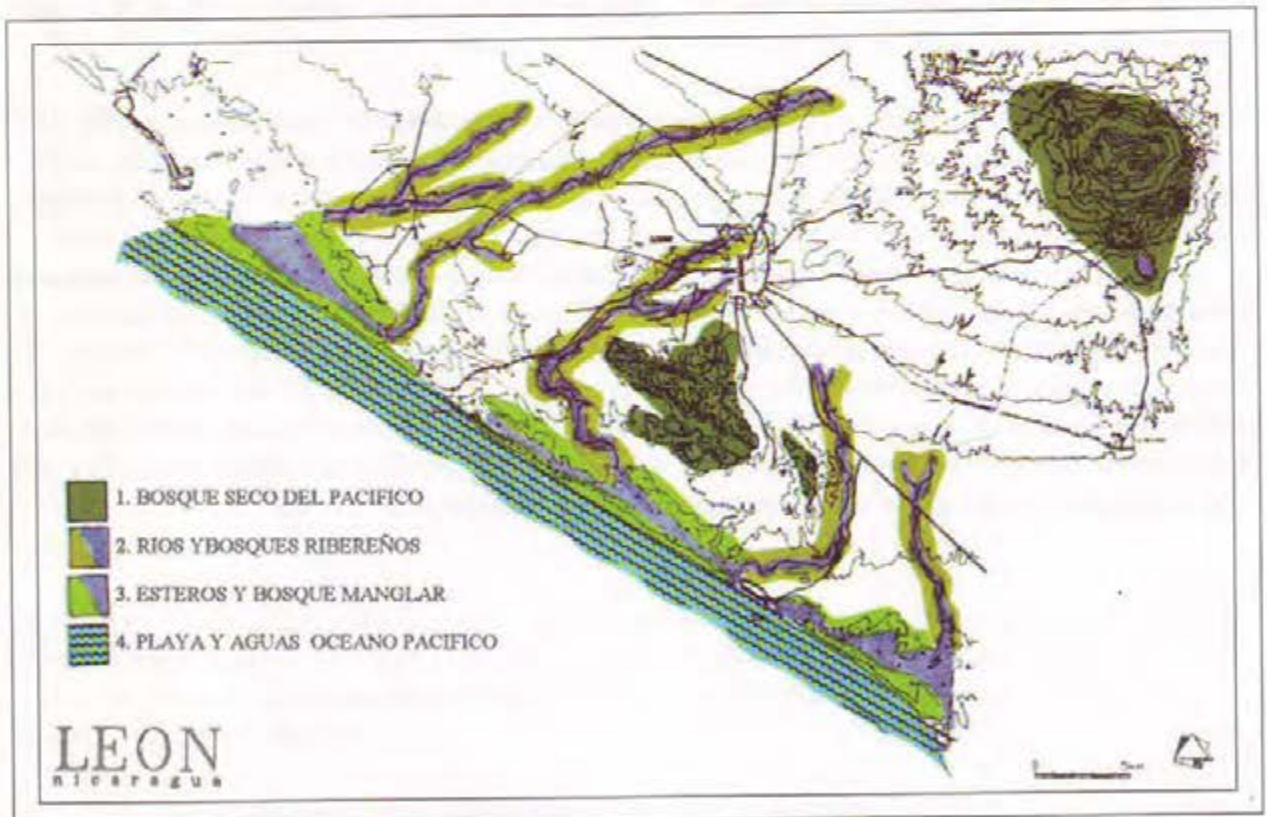 1. BOSQUE SECO DEL PACIFICO
2. RIOS YBOSQUES RIBEREÑOS
3. ESTEROS Y BOSQUE MANGLAR
4. PLAYA Y AGUAS OCEANO PACIFICO
LEON
nicaragua
0